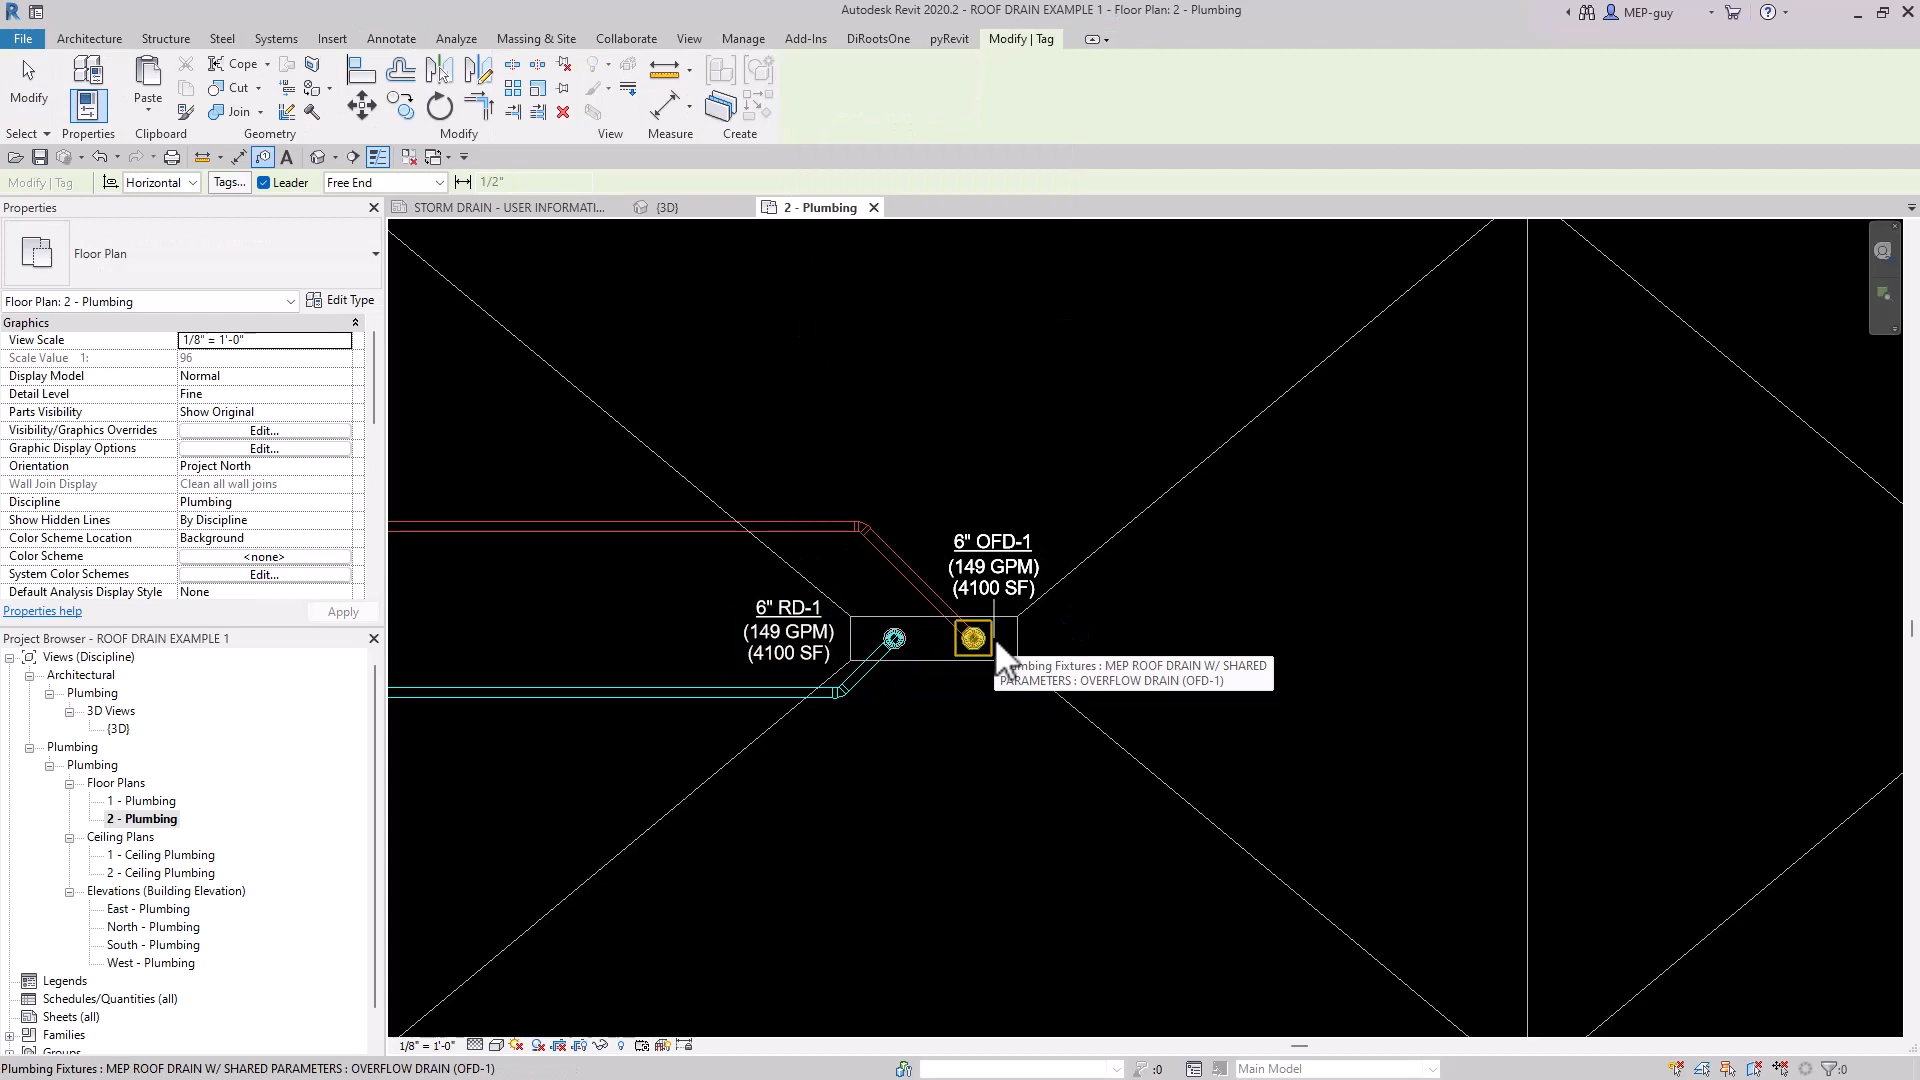 Autodesk Revit 2020.2 - ROOF DRAIN EXAMPLE 1 - Floor Plan: 2 - Plumbing
MEP-guy
File Architecture Structure Steel Systems Insert Annotate Analyze Massing & Site Collaborate View Manage Add-Ins DiRootsOne pyRevit Modify | Tag
Modify
Paste
Cope
Cut
Join
Select Properties Clipboard Geometry Modify View Measure Create
Modify | Tag Horizontal Tags... Leader Free End 1/2"
Properties
STORM DRAIN - USER INFORMATI... {3D} 2 - Plumbing
Floor Plan
Floor Plan: 2 - Plumbing Edit Type
Graphics
View Scale 1/8" = 1'-0"
Scale Value 1: 96
Display Model Normal
Detail Level Fine
Parts Visibility Show Original
Visibility/Graphics Overrides Edit...
Graphic Display Options Edit...
Orientation Project North
Wall Join Display Clean all wall joins
Discipline Plumbing
Show Hidden Lines By Discipline
Color Scheme Location Background
Color Scheme <none>
System Color Schemes Edit...
Default Analysis Display Style None
Properties help Apply
Project Browser - ROOF DRAIN EXAMPLE 1
Views (Discipline)
Architectural
Plumbing
3D Views
{3D}
Plumbing
Plumbing
Floor Plans
1 - Plumbing
2 - Plumbing
Ceiling Plans
1 - Ceiling Plumbing
2 - Ceiling Plumbing
Elevations (Building Elevation)
East - Plumbing
North - Plumbing
South - Plumbing
West - Plumbing
Legends
Schedules/Quantities (all)
Sheets (all)
Families
Groups
6" OFD-1
(149 GPM)
(4100 SF)
6" RD-1
(149 GPM)
(4100 SF)
mbing Fixtures : MEP ROOF DRAIN W/ SHARED
PARAMETERS : OVERFLOW DRAIN (OFD-1)
1/8" = 1'-0"
Plumbing Fixtures : MEP ROOF DRAIN W/ SHARED PARAMETERS : OVERFLOW DRAIN (OFD-1)
:0
Main Model
:0